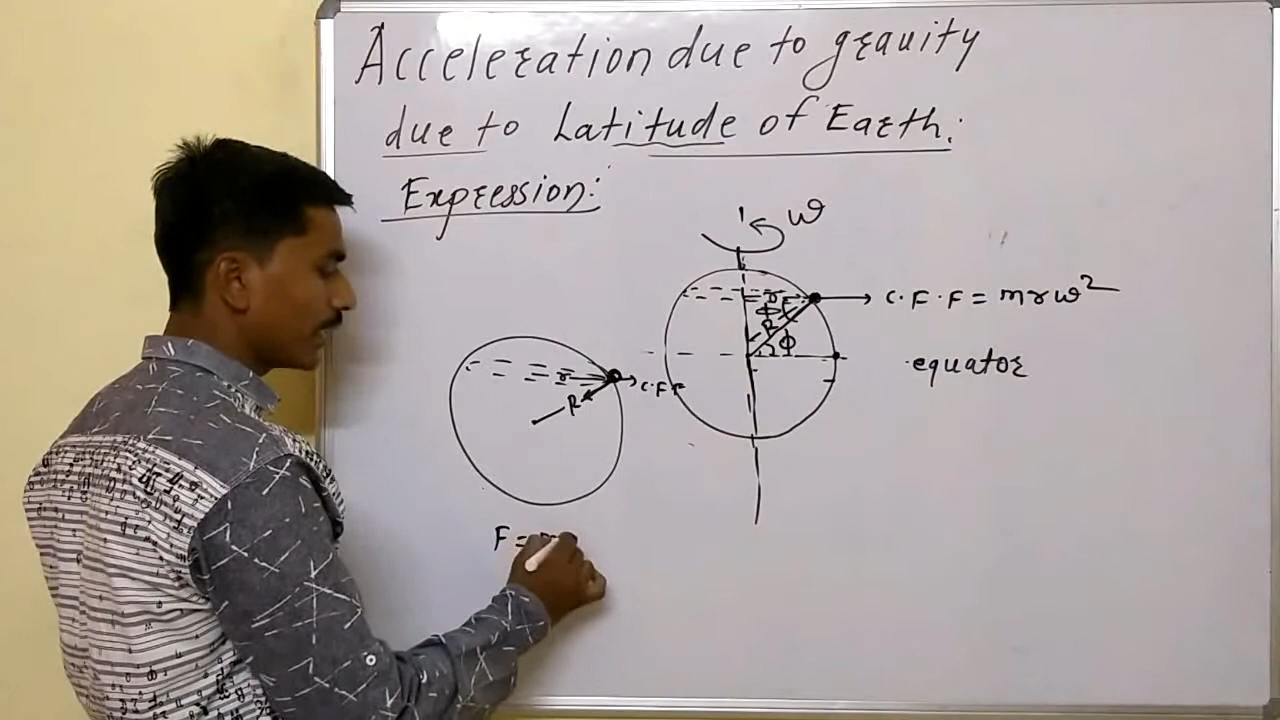 Acceleration due to gravity
due to Latitude of Earth:
Expression:
ω
C.F.F = mrω²
r
ϕ
R
ϕ
equator
r
C.F.F
R
F = m